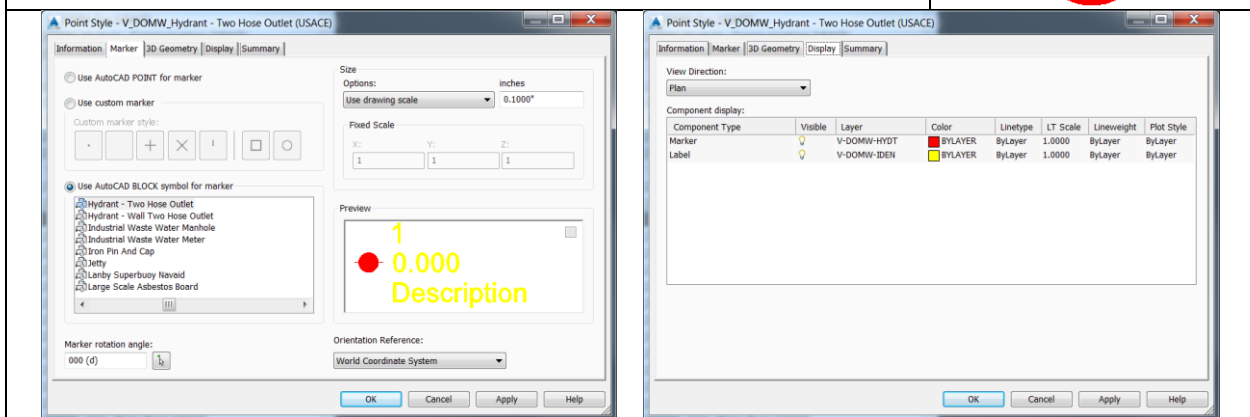 Point Style - V_DOMW_Hydrant - Two Hose Outlet (USACE)
Information Marker 3D Geometry Display Summary
Use AutoCAD POINT for marker
Use custom marker
Custom marker style:
Use AutoCAD BLOCK symbol for marker
Hydrant - Two Hose Outlet
Hydrant - Wall Two Hose Outlet
Industrial Waste Water Manhole
Industrial Waste Water Meter
Iron Pin And Cap
Jetty
Lanby Superbuoy Navaid
Large Scale Asbestos Board
Marker rotation angle:
000 (d)
Size
Options: inches
Use drawing scale 0.1000"
Fixed Scale
X: Y: Z:
1 1 1
Preview
1
0.000
Description
Orientation Reference:
World Coordinate System
OK Cancel Apply Help
Point Style - V_DOMW_Hydrant - Two Hose Outlet (USACE)
Information Marker 3D Geometry Display Summary
View Direction:
Plan
Component display:
Component Type Visible Layer Color Linetype LT Scale Lineweight Plot Style
Marker V-DOMW-HYDT BYLAYER ByLayer 1.0000 ByLayer ByLayer
Label V-DOMW-IDEN BYLAYER ByLayer 1.0000 ByLayer ByLayer
OK Cancel Apply Help